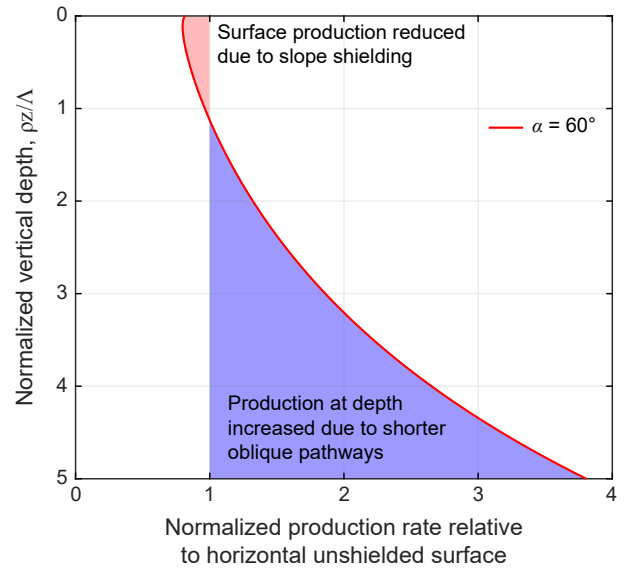 0
Surface production reduced
due to slope shielding
1
α = 60°
2
3
4
Production at depth
increased due to shorter
oblique pathways
5
0
1
2
3
4
Normalized vertical depth, ρz/Λ
Normalized production rate relative
to horizontal unshielded surface